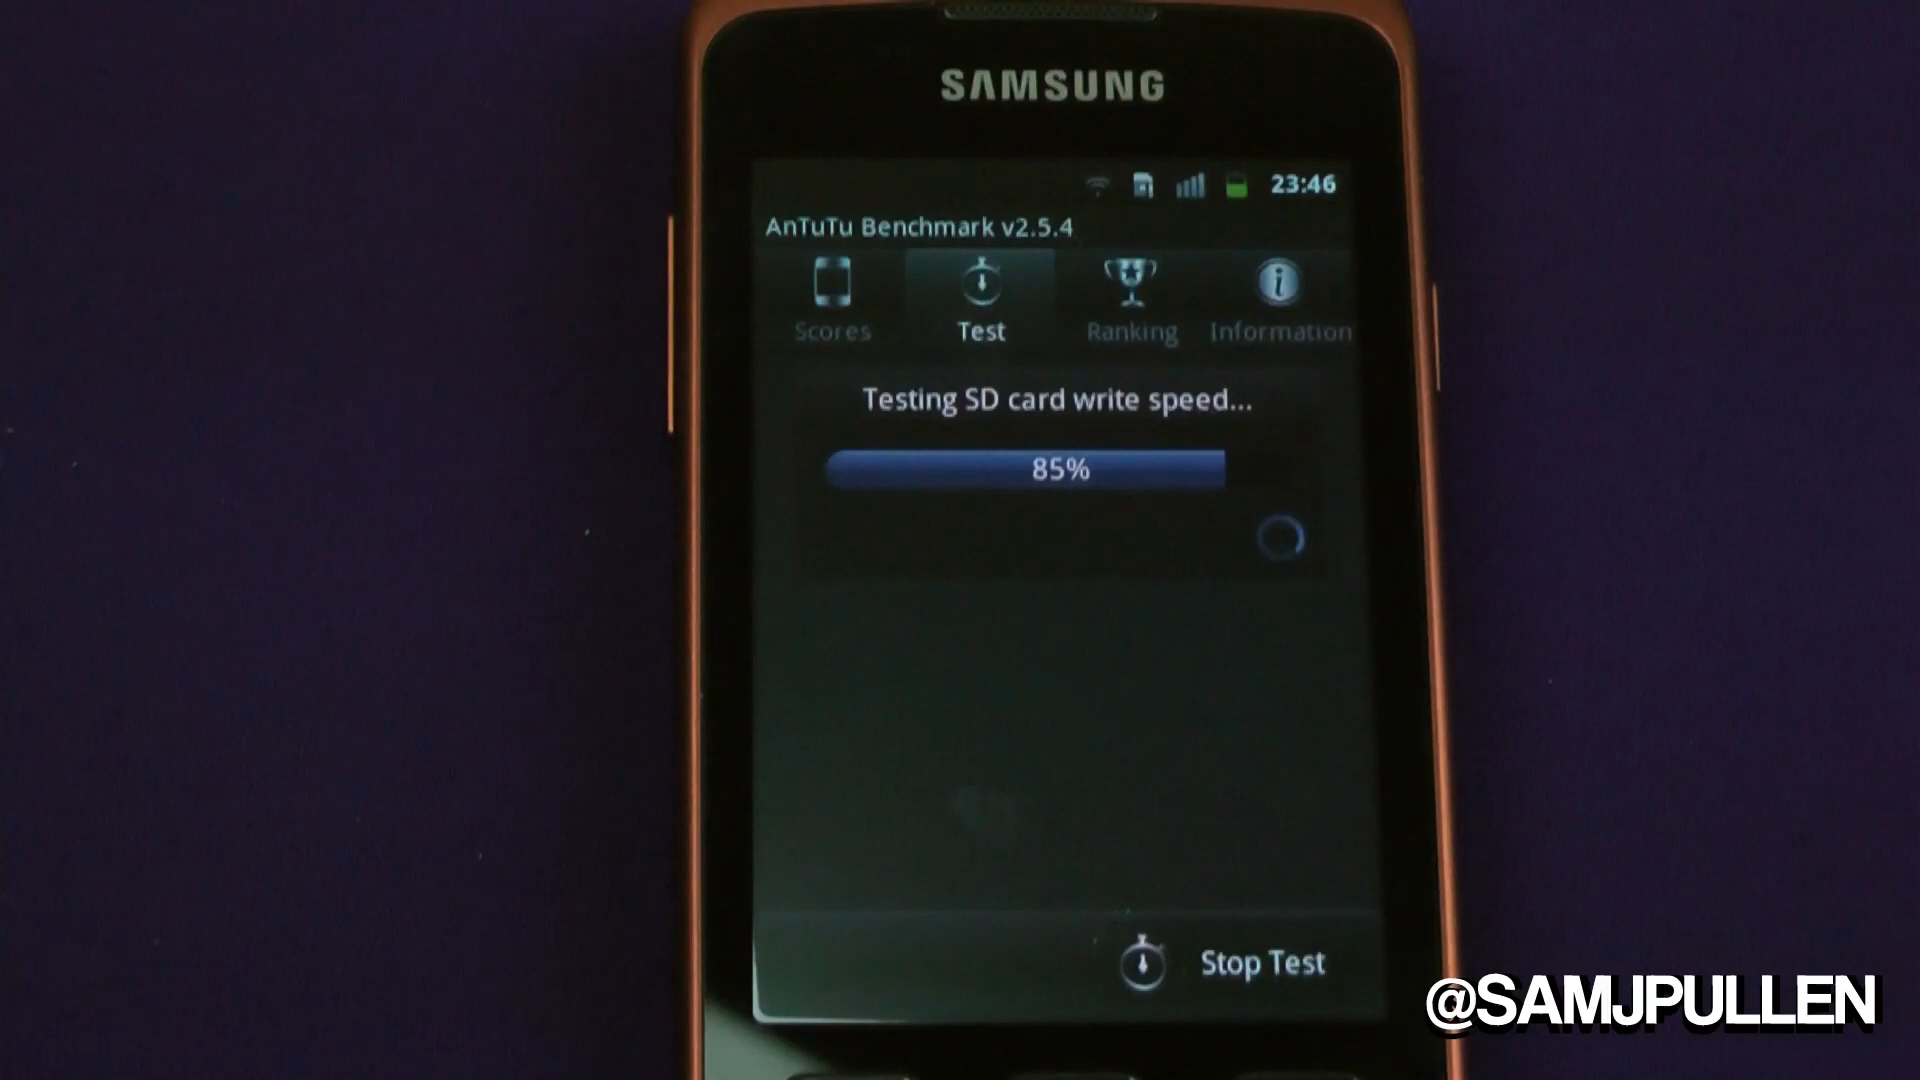 SAMSUNG
23:46
AnTuTu Benchmark v2.5.4
Scores
Test
Ranking
Information
Testing SD card write speed...
85%
Stop Test
@SAMJPULLEN